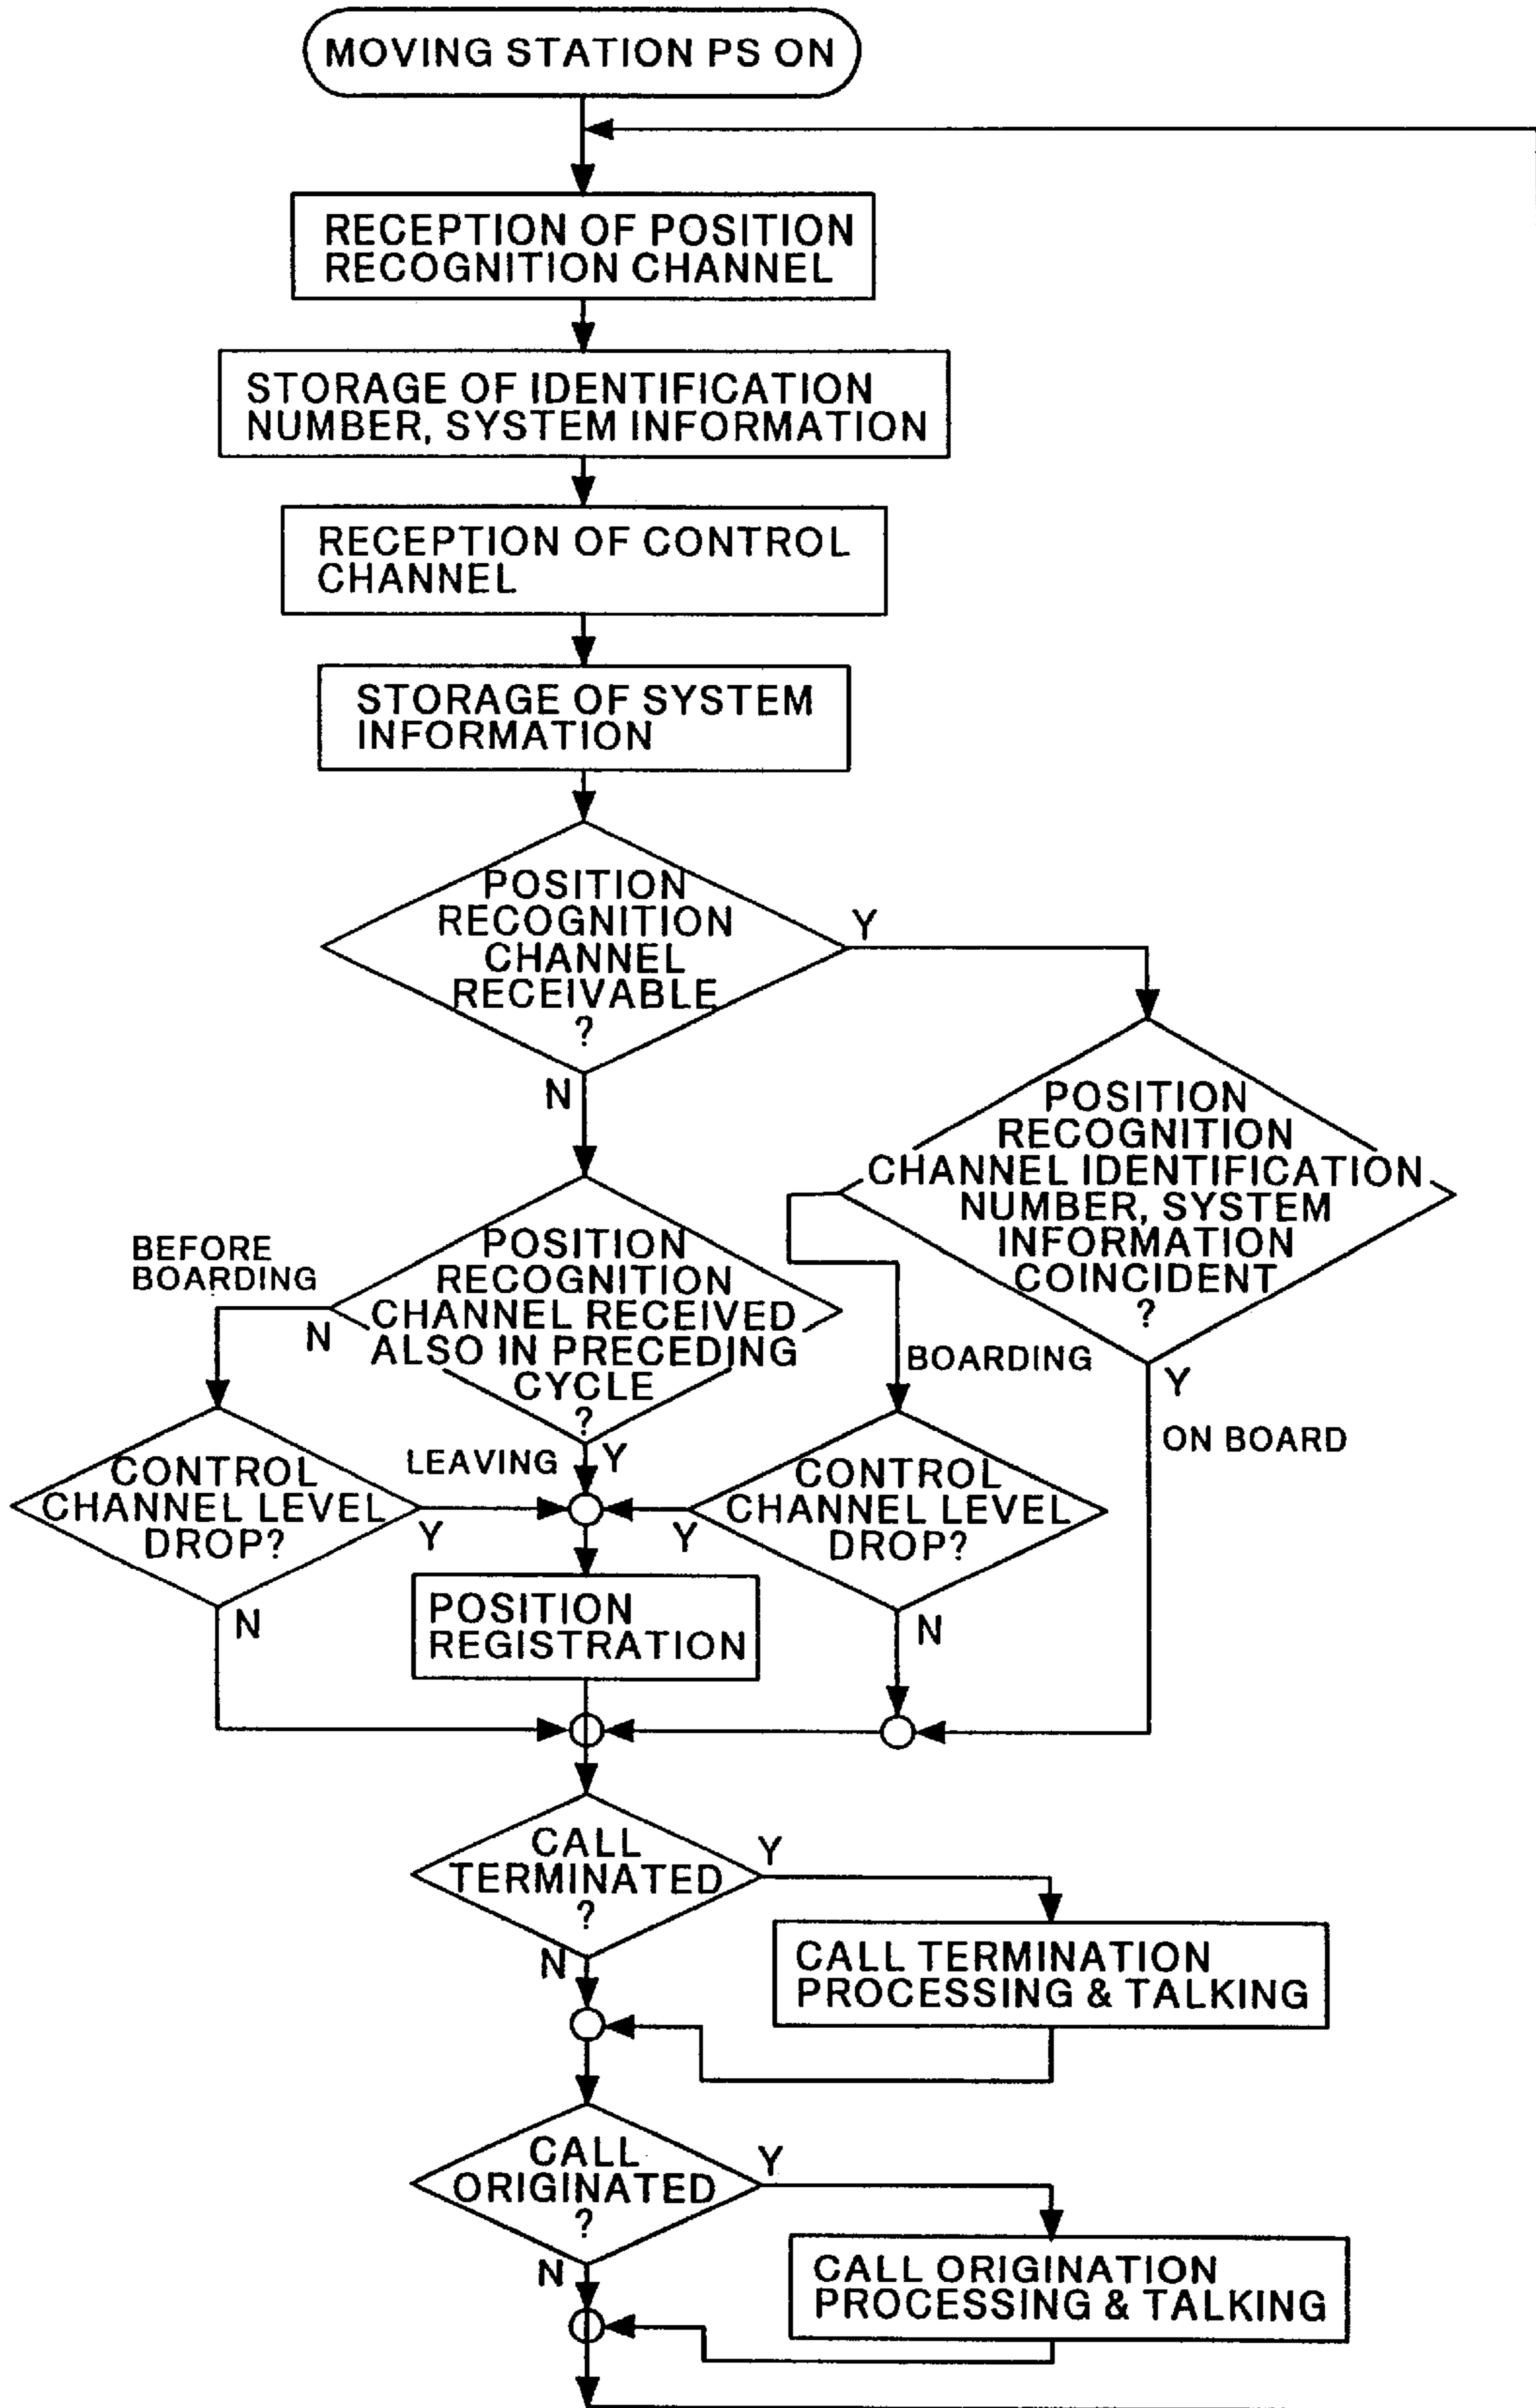 MOVING STATION PS ON
RECEPTION OF POSITION
RECOGNITION CHANNEL
STORAGE OF IDENTIFICATION
NUMBER, SYSTEM INFORMATION
RECEPTION OF CONTROL
CHANNEL
STORAGE OF SYSTEM
INFORMATION
POSITION
RECOGNITION
CHANNEL
RECEIVABLE
?
Y
N
POSITION
RECOGNITION
CHANNEL IDENTIFICATION
NUMBER, SYSTEM
INFORMATION
COINCIDENT
?
BEFORE
BOARDING
N
POSITION
RECOGNITION
CHANNEL RECEIVED
ALSO IN PRECEDING
CYCLE
?
BOARDING
Y
ON BOARD
LEAVING
Y
CONTROL
CHANNEL LEVEL
DROP?
Y
N
CONTROL
CHANNEL LEVEL
DROP?
Y
N
POSITION
REGISTRATION
CALL
TERMINATED
?
Y
N
CALL TERMINATION
PROCESSING & TALKING
CALL
ORIGINATED
?
Y
N
CALL ORIGINATION
PROCESSING & TALKING